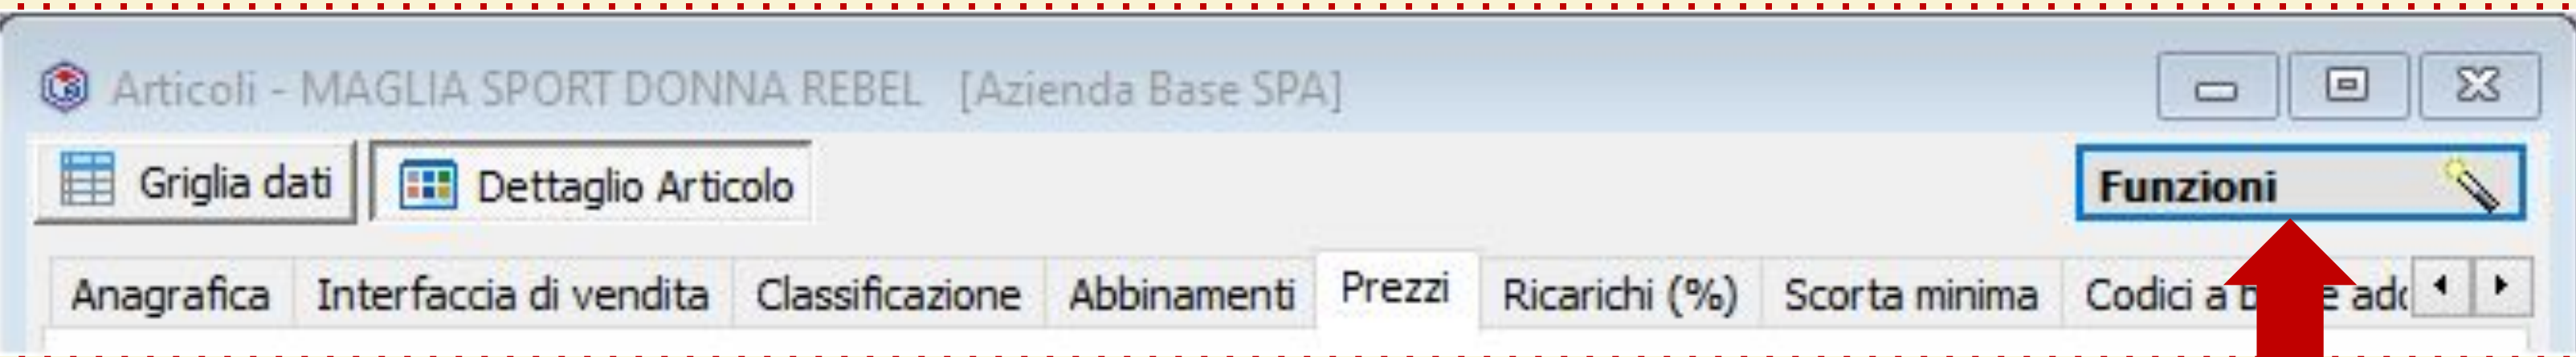 Articoli - MAGLIA SPORT DONNA REBEL [Azienda Base SPA]
Griglia dati Dettaglio Articolo Funzioni
Anagrafica Interfaccia di vendita Classificazione Abbinamenti Prezzi Ricarichi (%) Scorta minima Codici a